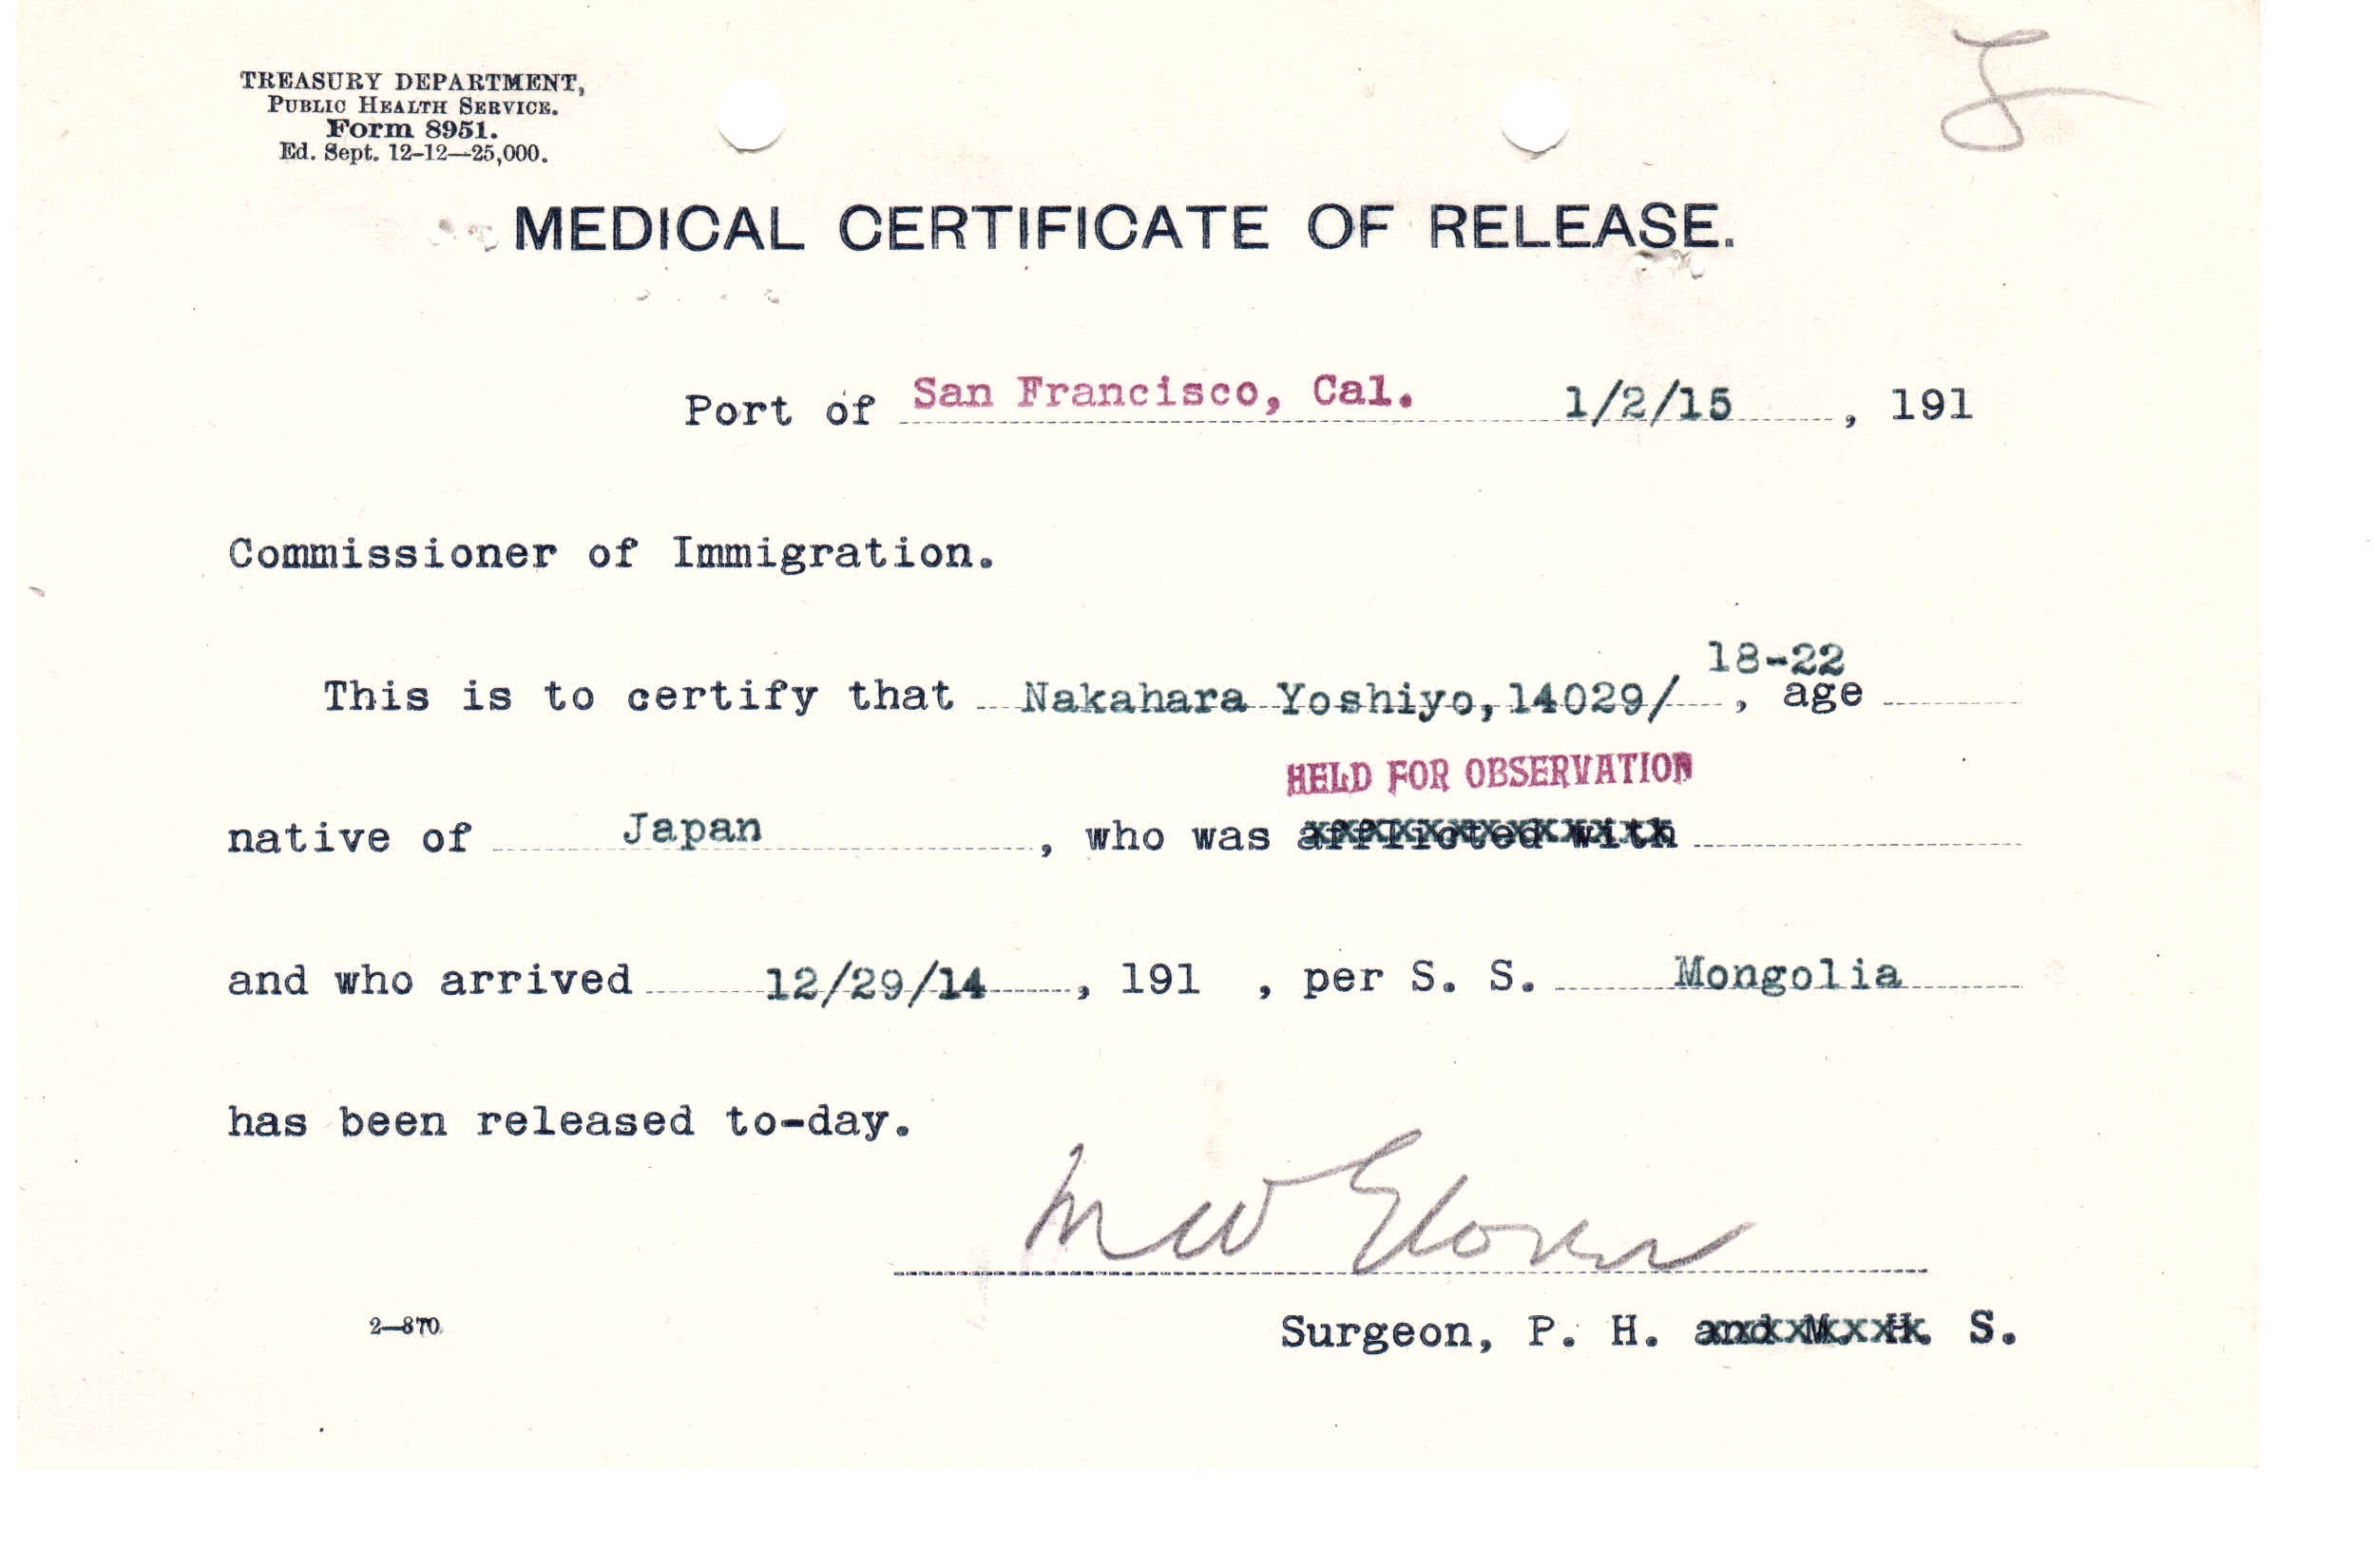 TREASURY DEPARTMENT,
PUBLIC HEALTH SERVICE.
Form 8951.
Ed. Sept. 12-12—25,000.
MEDICAL CERTIFICATE OF RELEASE.
Port of San Francisco, Cal. 1/2/15, 191
Commissioner of Immigration.
18-22
This is to certify that Nakahara Yoshiyo, 14029/, age
HELD FOR OBSERVATION
native of Japan, who was afflicted with
and who arrived 12/29/14, 191 , per S. S. Mongolia
has been released to-day.
M W Glover
2—870
Surgeon, P. H. and M. H. S.